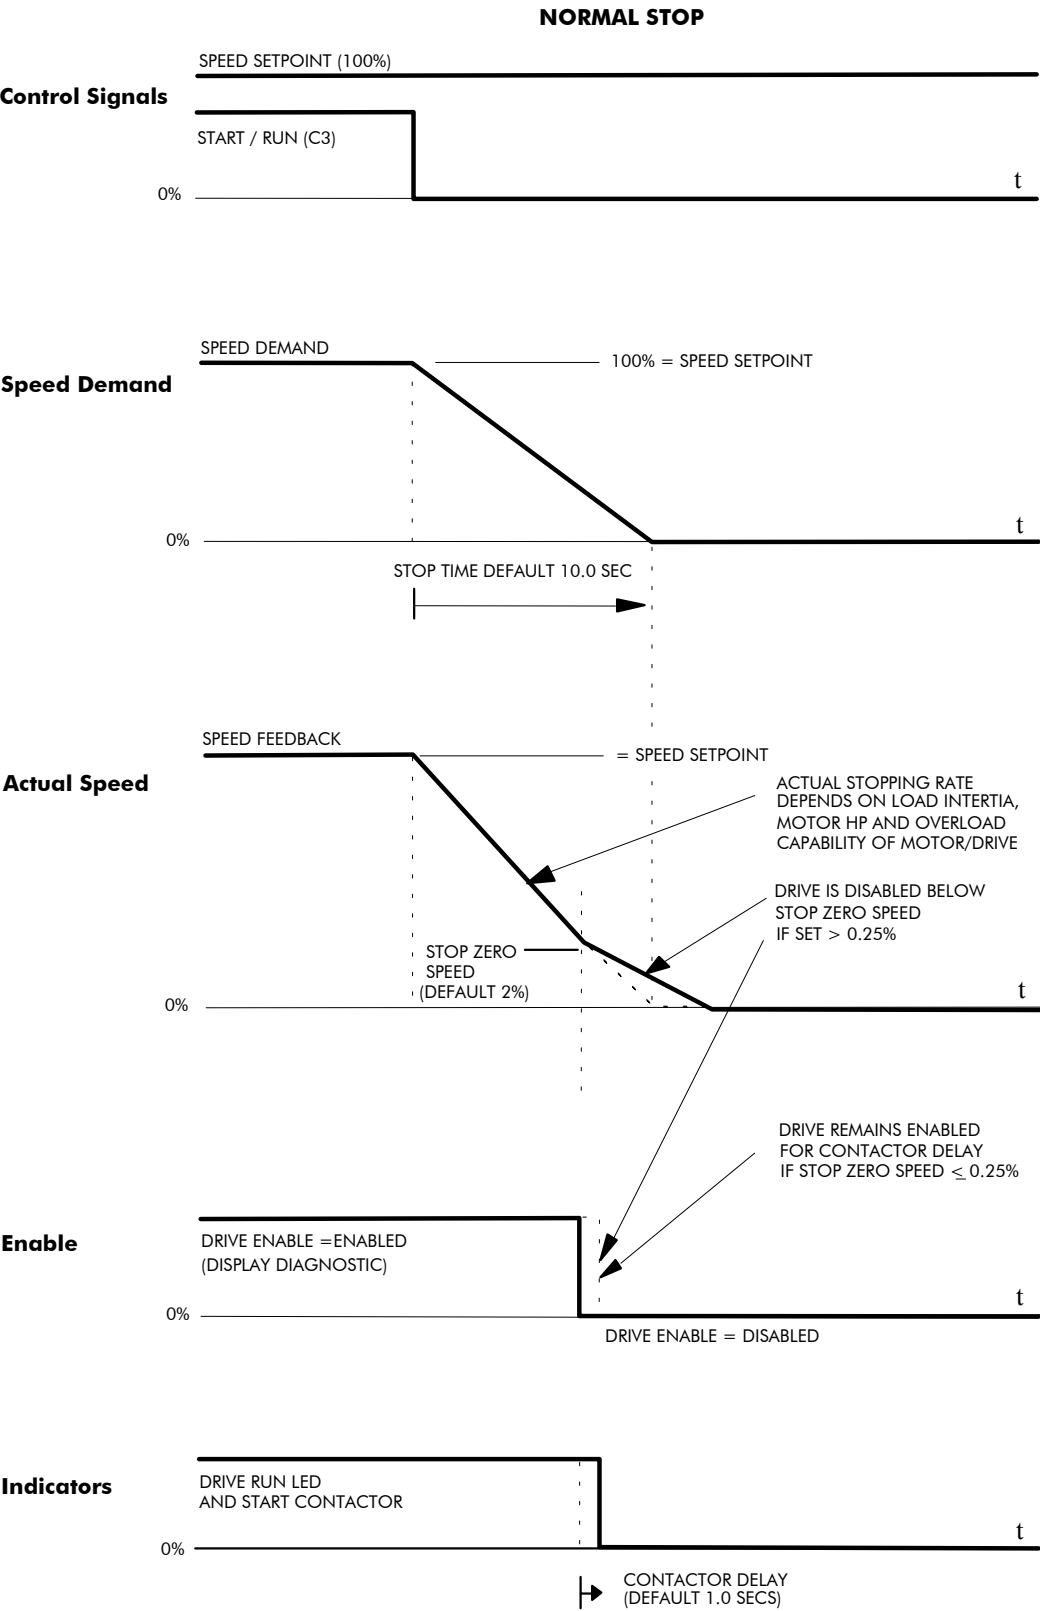 NORMAL STOP
SPEED SETPOINT (100%)
Control Signals
START / RUN (C3)
0%
t
SPEED DEMAND
100% = SPEED SETPOINT
Speed Demand
0%
t
STOP TIME DEFAULT 10.0 SEC
SPEED FEEDBACK
= SPEED SETPOINT
Actual Speed
ACTUAL STOPPING RATE
DEPENDS ON LOAD INTERTIA,
MOTOR HP AND OVERLOAD
CAPABILITY OF MOTOR/DRIVE
DRIVE IS DISABLED BELOW
STOP ZERO SPEED
IF SET > 0.25%
STOP ZERO
SPEED
(DEFAULT 2%)
0%
t
DRIVE REMAINS ENABLED
FOR CONTACTOR DELAY
IF STOP ZERO SPEED ≤ 0.25%
Enable
DRIVE ENABLE =ENABLED
(DISPLAY DIAGNOSTIC)
0%
t
DRIVE ENABLE = DISABLED
Indicators
DRIVE RUN LED
AND START CONTACTOR
0%
t
CONTACTOR DELAY
(DEFAULT 1.0 SECS)